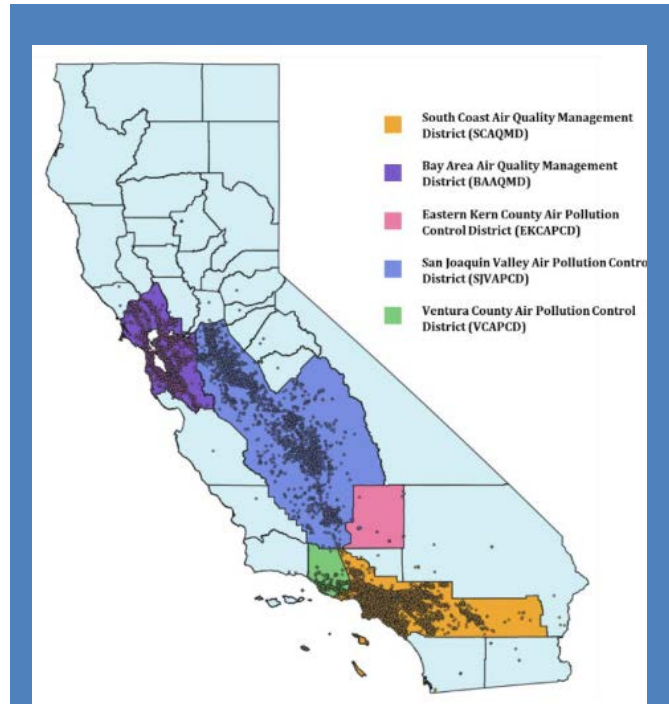 South Coast Air Quality Management
District (SCAQMD)
Bay Area Air Quality Management
District (BAAQMD)
Eastern Kern County Air Pollution
Control District (EKCAPCD)
San Joaquin Valley Air Pollution Contro
District (SJVAPCD)
Ventura County Air Pollution Control
District (VCAPCD)